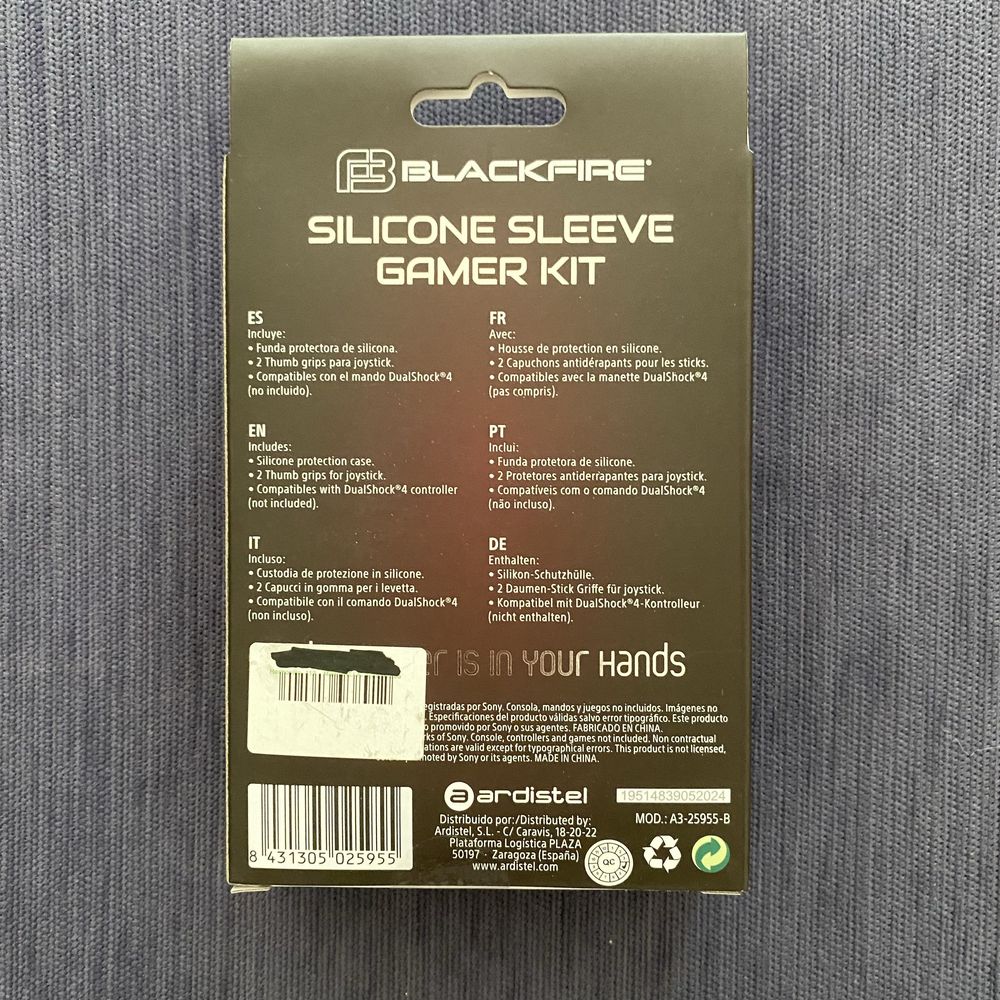 BLACKFIRE®
SILICONE SLEEVE
GAMER KIT
ES
Incluye:
• Funda protectora de silicona.
• 2 Thumb grips para joystick.
• Compatibles con el mando DualShock®4
(no incluido).
FR
Avec:
• Housse de protection en silicone.
• 2 Capuchons antidérapants pour les sticks.
• Compatibles avec la manette DualShock®4
(pas compris).
EN
Includes:
• Silicone protection case.
• 2 Thumb grips for joystick.
• Compatibles with DualShock®4 controller
(not included).
PT
Inclui:
• Funda protetora de silicone.
• 2 Protetores antiderrapantes para joystick.
• Compatíveis com o comando DualShock®4
(não incluso).
IT
Incluso:
• Custodia de protezione in silicone.
• 2 Capucci in gomma per i levetta.
• Compatibile con il comando DualShock®4
(non incluso).
DE
Enthalten:
• Silikon-Schutzhülle.
• 2 Daumen-Stick Griffe für joystick.
• Kompatibel mit DualShock®4-Kontrolleur
(nicht enthalten).
er is in your Hands
egistradas por Sony. Consola, mandos y juegos no incluidos. Imágenes no
. Especificaciones del producto válidas salvo error tipográfico. Este producto
o promovido por Sony o sus agentes. FABRICADO EN CHINA.
rks of Sony. Console, controllers and games not included. Non contractual
ations are valid except for typographical errors. This product is not licensed,
moted by Sony or its agents. MADE IN CHINA.
8 431305 025955
a ardistel
Distribuido por:/Distributed by:
Ardistel, S.L. - C/ Caravis, 18-20-22
Plataforma Logística PLAZA
50197 · Zaragoza (España)
www.ardistel.com
19514839052024
MOD.: A3-25955-B
QC